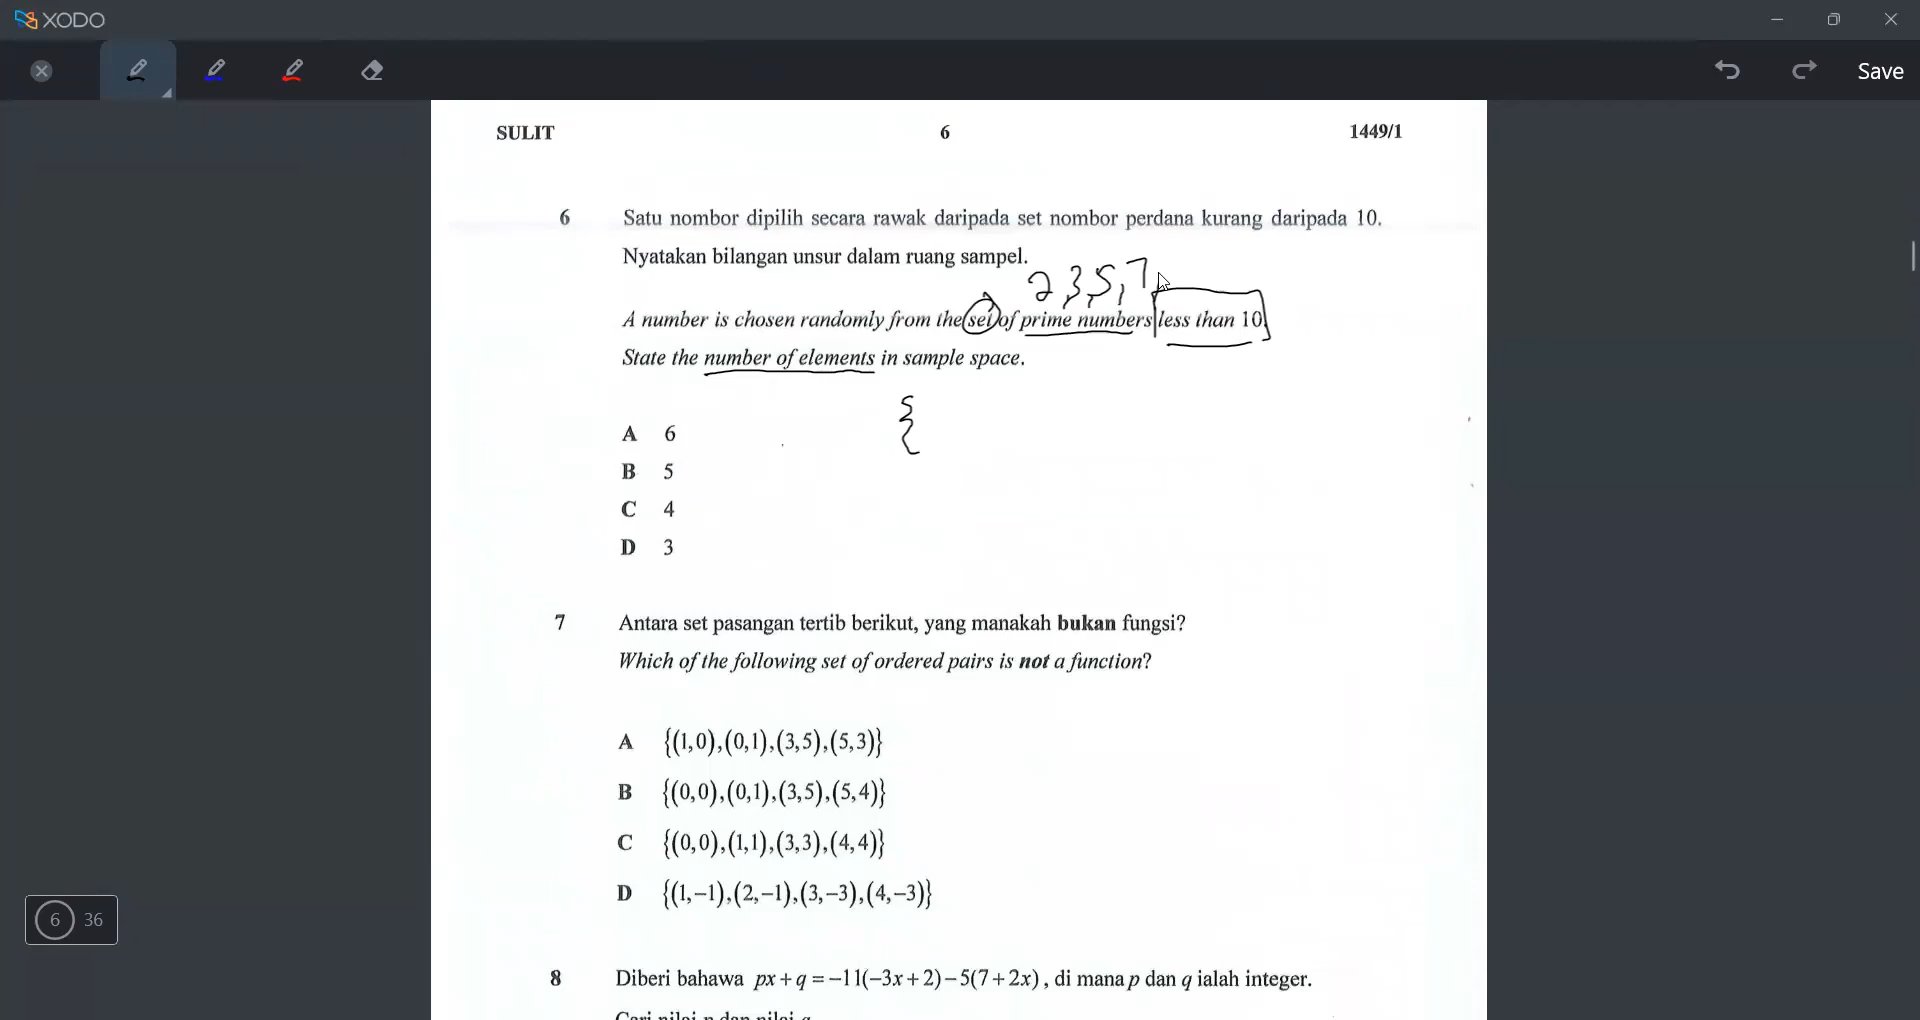 XODO
Save
SULIT 6 1449/1
6 Satu nombor dipilih secara rawak daripada set nombor perdana kurang daripada 10.
Nyatakan bilangan unsur dalam ruang sampel.
2,3,5,7
A number is chosen randomly from the set of prime numbers less than 10.
State the number of elements in sample space.
{
A 6
B 5
C 4
D 3
7 Antara set pasangan tertib berikut, yang manakah bukan fungsi?
Which of the following set of ordered pairs is not a function?
A {(1,0),(0,1),(3,5),(5,3)}
B {(0,0),(0,1),(3,5),(5,4)}
C {(0,0),(1,1),(3,3),(4,4)}
D {(1,−1),(2,−1),(3,−3),(4,−3)}
8 Diberi bahawa px + q = −11(−3x + 2) − 5(7 + 2x), di mana p dan q ialah integer.
Cari nilai p dan nilai q.
6 36